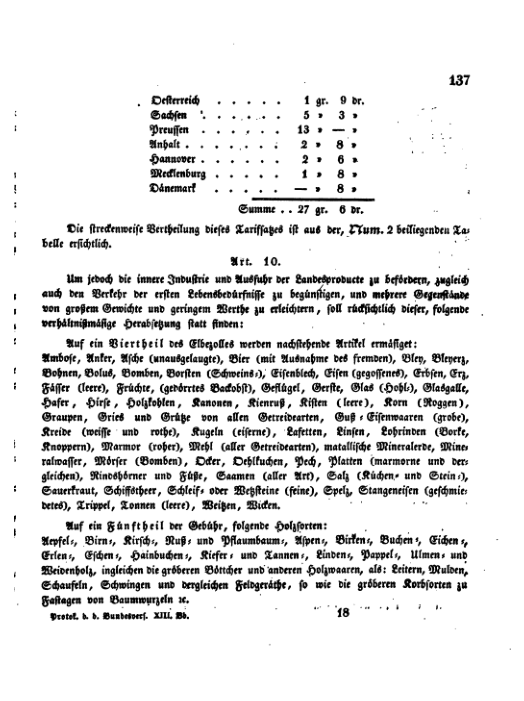 137
Oesterreich . . . . . 1 gr. 9 dr.
Sachsen . . . . . 5 » 3 »
Preussen . . . . . 13 » — »
Anhalt . . . . . . 2 » 8 »
Hannover . . . . . 2 » 6 »
Mecklenburg . . . . . 1 » 8 »
Dänemark . . . . . — » 8 »
Summe . . 27 gr. 6 dr.
Die streckenweise Vertheilung dieses Tariffsatzes ist aus der, Num. 2 beiliegenden Ta-
belle ersichtlich.
Art. 10.
Um jedoch die innere Industrie und Ausfuhr der Landesproducte zu befördern, zugleich
auch den Verkehr der ersten Lebensbedürfnisse zu begünstigen, und mehrere Gegenstände
von großem Gewichte und geringem Werthe zu erleichtern, soll rücksichtlich dieser, folgende
verhältnißmäßige Herabsetzung statt finden:
Auf ein Viertheil des Elbezolles werden nachstehende Artikel ermäsiget:
Ambose, Anker, Asche (unausgelaugte), Bier (mit Ausnahme des fremden), Bley, Bleyerz,
Bohnen, Bolus, Bomben, Borsten (Schweins-), Eisenblech, Eisen (gegossenes), Erbsen, Erz,
Fässer (leere), Früchte, (gedörrtes Backobst), Geflügel, Gerste, Glas (Hohl-), Glasgalle,
Hafer, Hirse, Holzkohlen, Kanonen, Kienruß, Kisten (leere), Korn (Roggen),
Graupen, Gries und Grütze von allen Getreidearten, Guß-Eisenwaaren (grobe),
Kreide (weisse und rothe), Kugeln (eiserne), Lafetten, Linsen, Lohrinden (Borke,
Knoppern), Marmor (roher), Mehl (aller Getreidearten), matallische Mineralerde, Mine-
ralwasser, Mörser (Bomben), Ocker, Oehlkuchen, Pech, Platten (marmorne und der-
gleichen), Rindshörner und Füße, Saamen (aller Art), Salz (Küchen- und Stein-),
Sauerkraut, Schiffstheer, Schleif- oder Wetzsteine (feine), Spelz, Stangeneisen (geschmie-
detes), Trippel, Tonnen (leere), Weitzen, Wicken.
Auf ein Fünftheil der Gebühr, folgende Holzsorten:
Aepfel-, Birn-, Kirsch-, Nuß- und Pflaumbaum-, Aspen-, Birken-, Buchen-, Eichen-,
Erlen-, Eschen-, Hainbuchen-, Kiefer- und Tannen-, Linden-, Pappel-, Ulmen- und
Weidenholz, ingleichen die gröberen Böttcher und anderen Holzwaaren, als: Leitern, Mulden,
Schaufeln, Schwingen und dergleichen Feldgeräthe, so wie die gröberen Korbsorten zu
Fastagen von Baumwurzeln ꝛc.
Protok. d. d. Bundesvers. XIII. Bd. 18